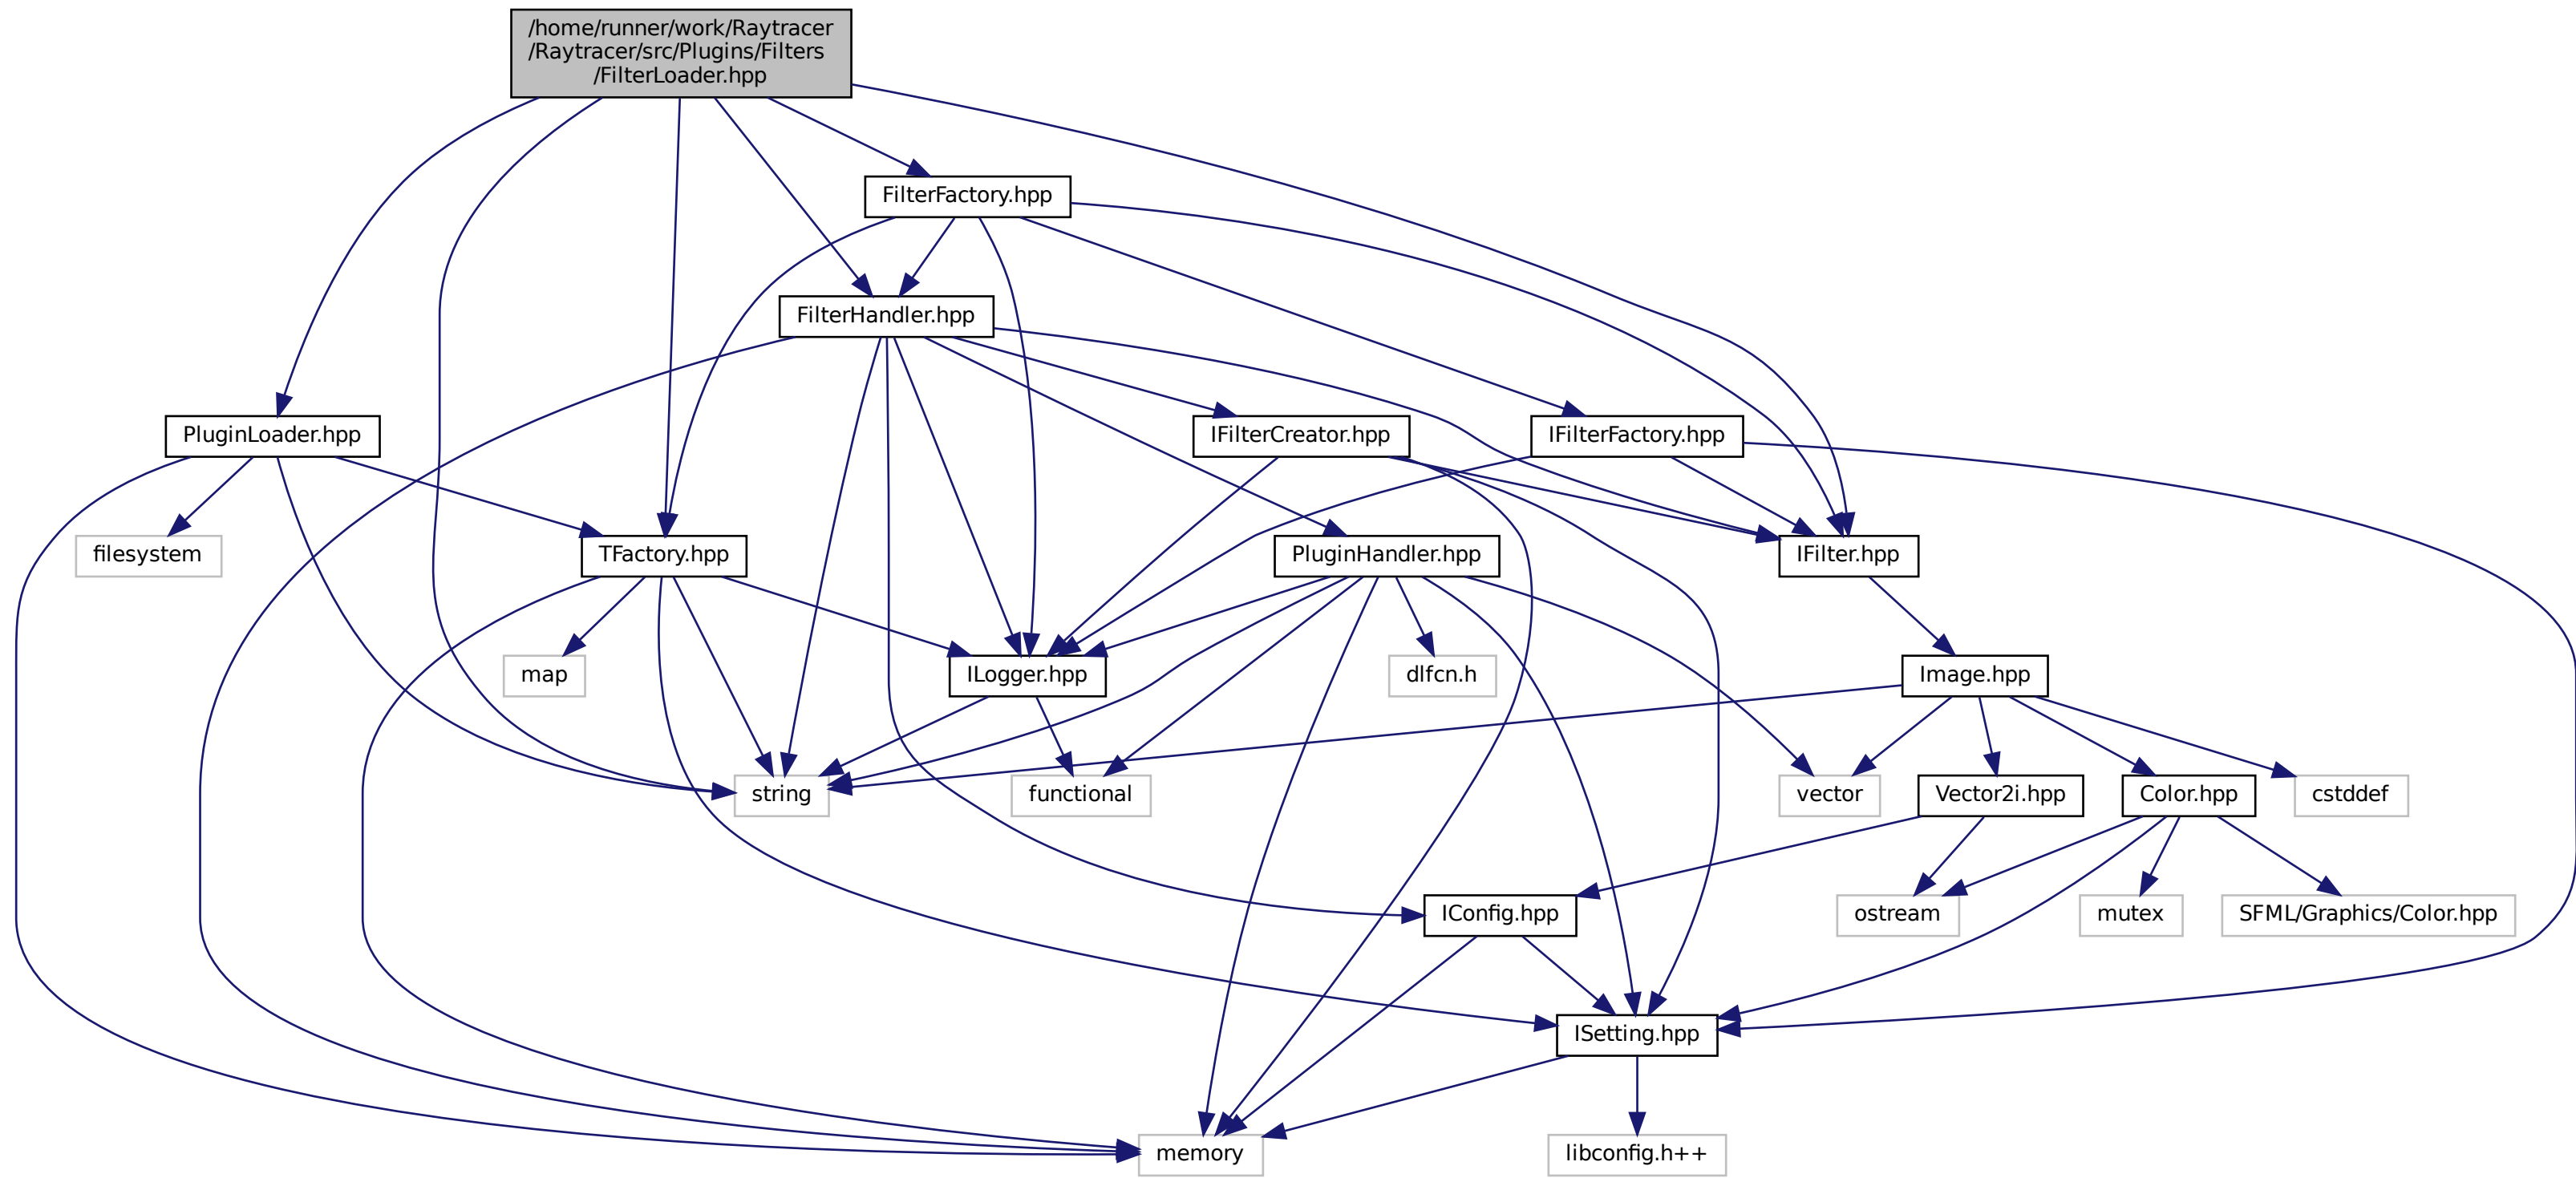 /home/runner/work/Raytracer
/Raytracer/src/Plugins/Filters
/FilterLoader.hpp
FilterFactory.hpp
FilterHandler.hpp
PluginLoader.hpp
IFilterCreator.hpp
IFilterFactory.hpp
filesystem
TFactory.hpp
PluginHandler.hpp
IFilter.hpp
map
ILogger.hpp
dlfcn.h
Image.hpp
string
functional
vector
Vector2i.hpp
Color.hpp
cstddef
IConfig.hpp
ostream
mutex
SFML/Graphics/Color.hpp
ISetting.hpp
memory
libconfig.h++